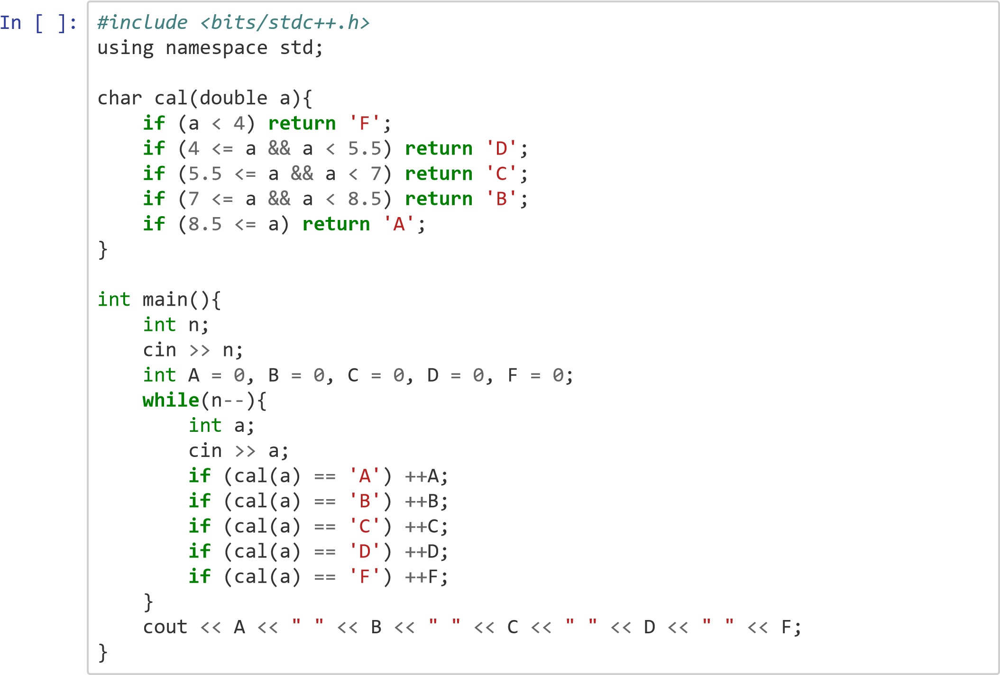 In [ ]: #include <bits/stdc++.h>
using namespace std;

char cal(double a){
    if (a < 4) return 'F';
    if (4 <= a && a < 5.5) return 'D';
    if (5.5 <= a && a < 7) return 'C';
    if (7 <= a && a < 8.5) return 'B';
    if (8.5 <= a) return 'A';
}

int main(){
    int n;
    cin >> n;
    int A = 0, B = 0, C = 0, D = 0, F = 0;
    while(n--){
        int a;
        cin >> a;
        if (cal(a) == 'A') ++A;
        if (cal(a) == 'B') ++B;
        if (cal(a) == 'C') ++C;
        if (cal(a) == 'D') ++D;
        if (cal(a) == 'F') ++F;
    }
    cout << A << " " << B << " " << C << " " << D << " " << F;
}